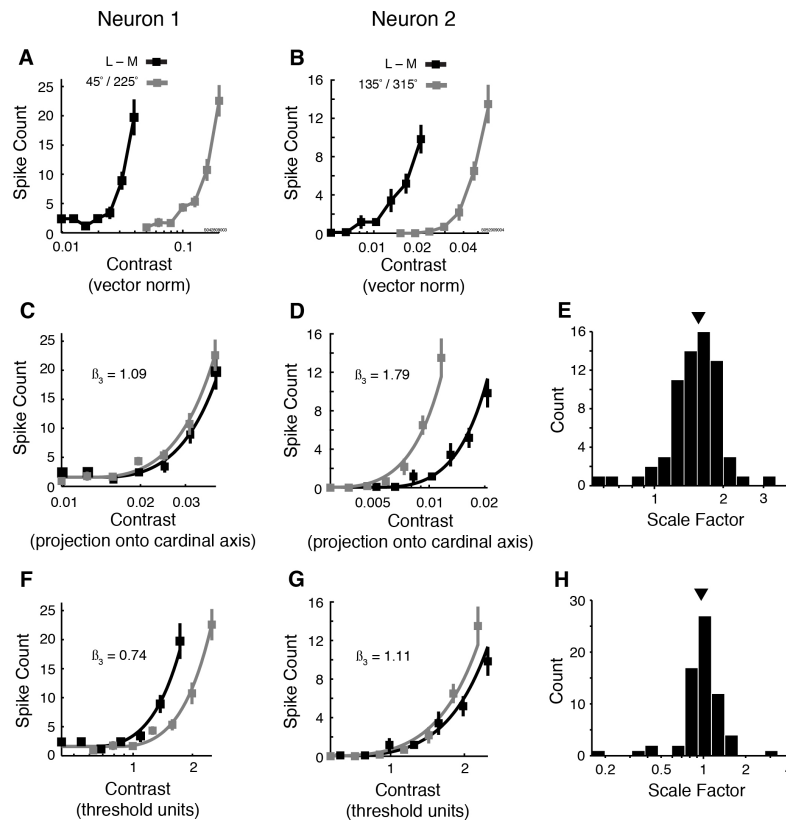 Neuron 1
Neuron 2
A
L – M
45° / 225°
25
20
15
10
5
0
Spike Count
0.01
0.1
Contrast
(vector norm)
B
L – M
135° / 315°
16
12
8
4
0
Spike Count
0.01
0.02
0.04
Contrast
(vector norm)
C
25
20
15
10
5
0
Spike Count
ß3 = 1.09
0.01
0.02
0.03
Contrast
(projection onto cardinal axis)
D
16
12
8
4
0
Spike Count
ß3 = 1.79
0.005
0.01
0.02
Contrast
(projection onto cardinal axis)
E
16
12
8
4
0
Count
1
2
3
Scale Factor
F
25
20
15
10
5
0
Spike Count
ß3 = 0.74
1
2
Contrast
(threshold units)
G
16
12
8
4
0
Spike Count
ß3 = 1.11
1
2
Contrast
(threshold units)
H
30
20
10
0
Count
0.2
0.5
1
2
Scale Factor